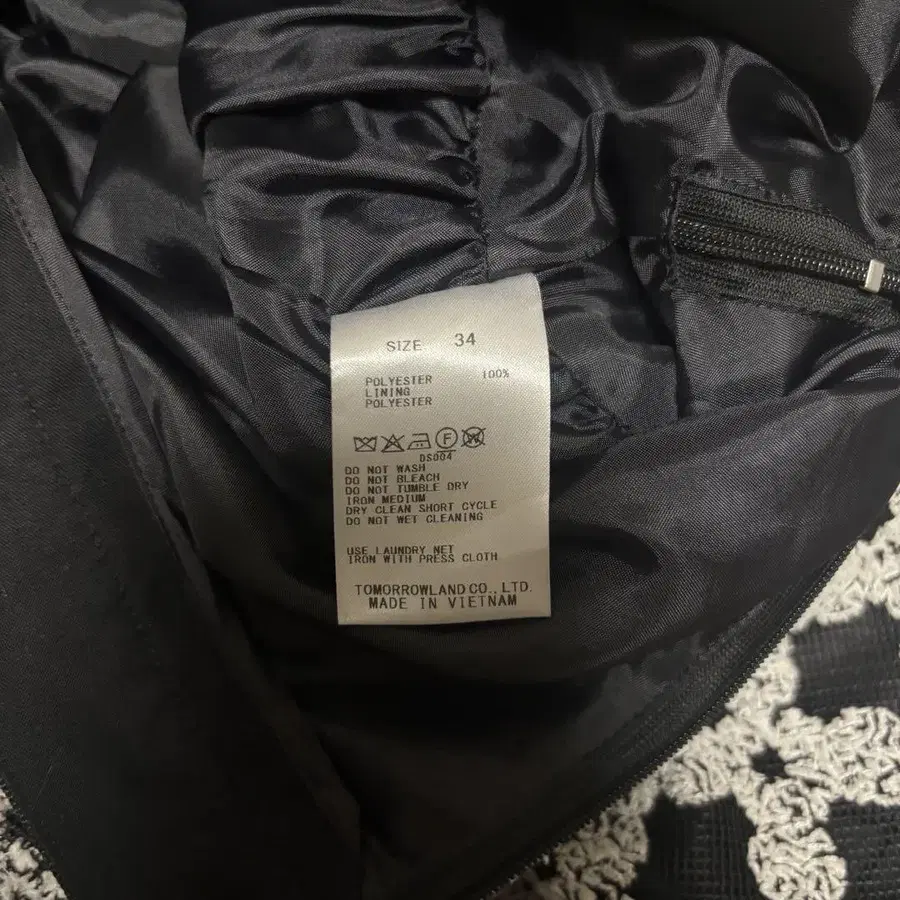 SIZE 34
POLYESTER 100%
LINING
POLYESTER
F W
DS004
DO NOT WASH
DO NOT BLEACH
DO NOT TUMBLE DRY
IRON MEDIUM
DRY CLEAN SHORT CYCLE
DO NOT WET CLEANING
USE LAUNDRY NET
IRON WITH PRESS CLOTH
TOMORROWLAND CO., LTD.
MADE IN VIETNAM